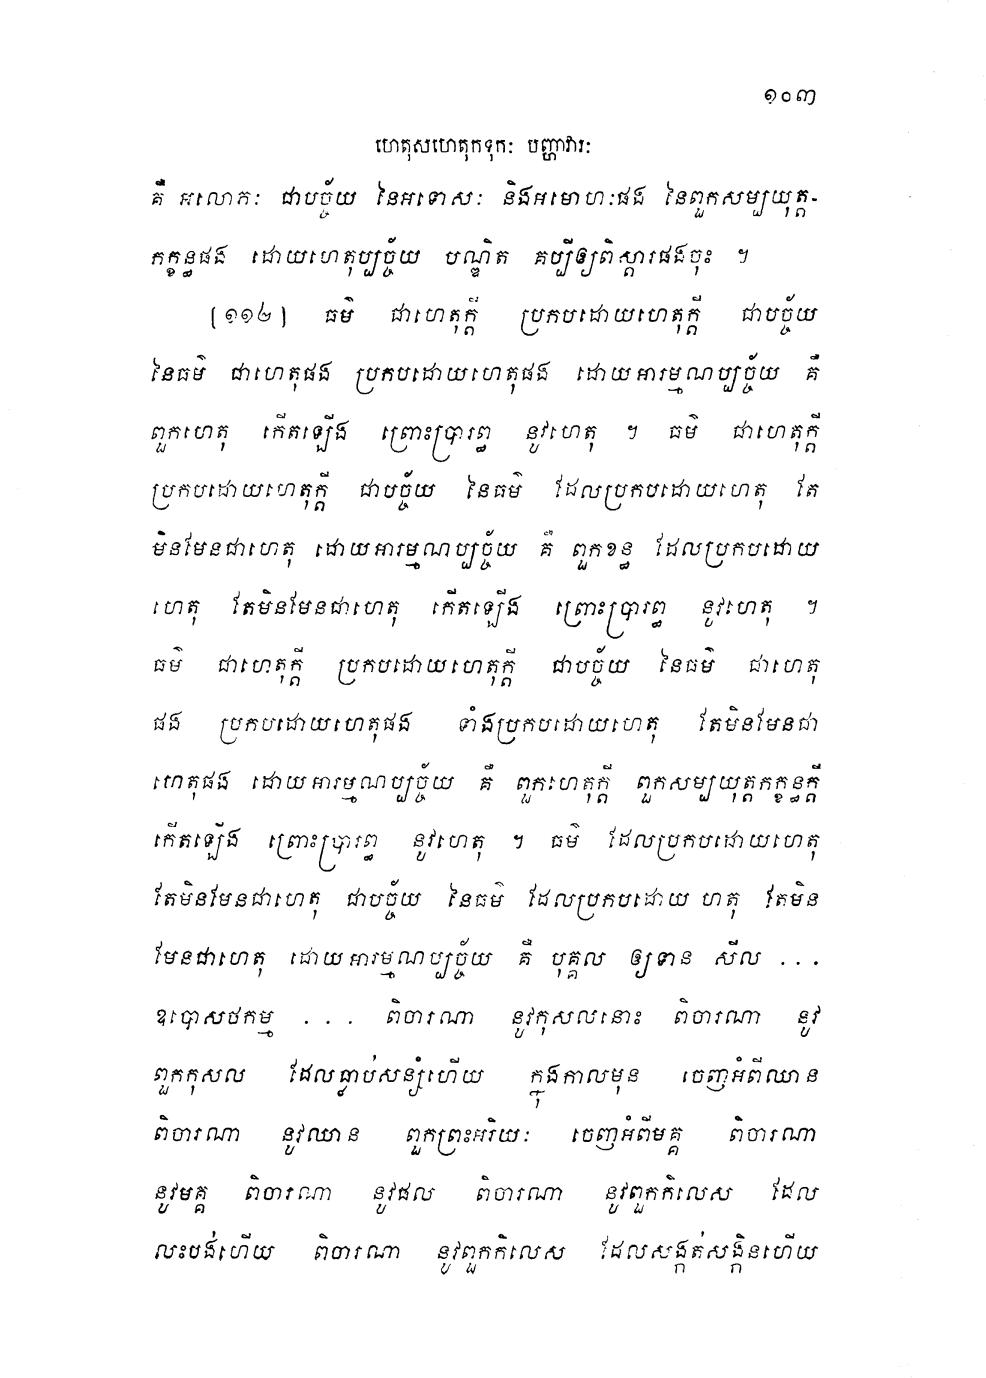 ១០៣
ហេតុសហេតុកទុកៈ បញ្ហាវារៈ
គឺ អលោភៈ ជាបច្ច័យ នៃអទោសៈ និងអមោហៈផង នៃពួកសម្បយុត្ត-
កក្ខន្ធផង ដោយហេតុប្បច្ច័យ បណ្ឌិត គប្បីឲ្យពិស្តារផងចុះ ។
[១១៤] ធម៌ ជាហេតុក្តី ប្រកបដោយហេតុក្តី ជាបច្ច័យ
នៃធម៌ ជាហេតុផង ប្រកបដោយហេតុផង ដោយអារម្មណប្បច្ច័យ គឺ
ពួកហេតុ កើតឡើង ព្រោះប្រារព្ធ នូវហេតុ ។ ធម៌ ជាហេតុក្តី
ប្រកបដោយហេតុក្តី ជាបច្ច័យ នៃធម៌ ដែលប្រកបដោយហេតុ តែ
មិនមែនជាហេតុ ដោយអារម្មណប្បច្ច័យ គឺ ពួកខន្ធ ដែលប្រកបដោយ
ហេតុ តែមិនមែនជាហេតុ កើតឡើង ព្រោះប្រារព្ធ នូវហេតុ ។
ធម៌ ជាហេតុក្តី ប្រកបដោយហេតុក្តី ជាបច្ច័យ នៃធម៌ ជាហេតុ
ផង ប្រកបដោយហេតុផង ទាំងប្រកបដោយហេតុ តែមិនមែនជា
ហេតុផង ដោយអារម្មណប្បច្ច័យ គឺ ពួកហេតុក្តី ពួកសម្បយុត្តកក្ខន្ធក្តី
កើតឡើង ព្រោះប្រារព្ធ នូវហេតុ ។ ធម៌ ដែលប្រកបដោយហេតុ
តែមិនមែនជាហេតុ ជាបច្ច័យ នៃធម៌ ដែលប្រកបដោយ ហតុ តែមិន
មែនជាហេតុ ដោយអារម្មណប្បច្ច័យ គឺ បុគ្គល ឲ្យទាន សីល ...
ឧបោសថកម្ម ... ពិចារណា នូវកុសលនោះ ពិចារណា នូវ
ពួកកុសល ដែលធ្លាប់សន្សំហើយ ក្នុងកាលមុន ចេញអំពីឈាន
ពិចារណា នូវឈាន ពួកព្រះអរិយៈ ចេញអំពីមគ្គ ពិចារណា
នូវមគ្គ ពិចារណា នូវផល ពិចារណា នូវពួកកិលេស ដែល
លះបង់ហើយ ពិចារណា នូវពួកកិលេស ដែលសង្កត់សង្កិនហើយ